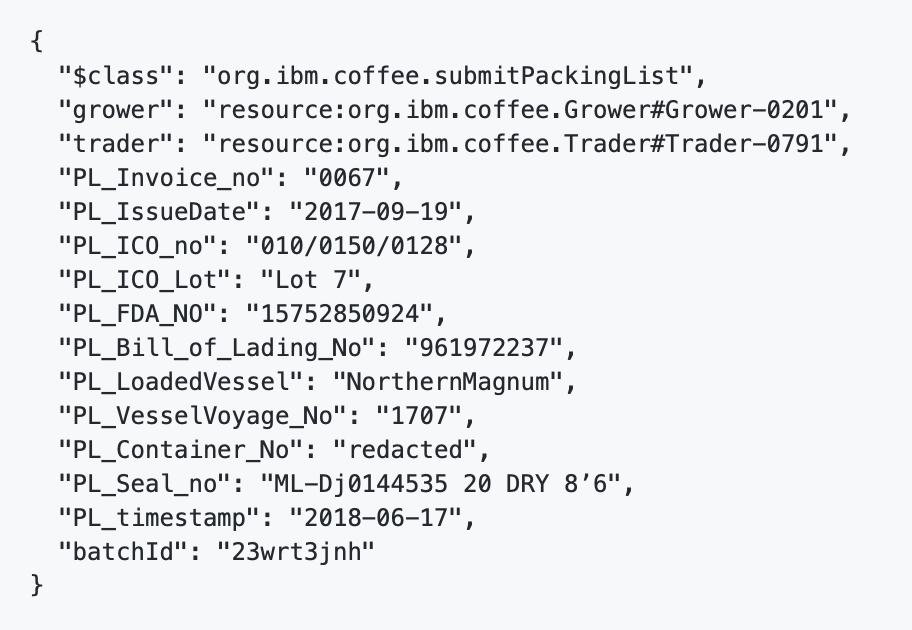 {
  "$class": "org.ibm.coffee.submitPackingList",
  "grower": "resource:org.ibm.coffee.Grower#Grower-0201",
  "trader": "resource:org.ibm.coffee.Trader#Trader-0791",
  "PL_Invoice_no": "0067",
  "PL_IssueDate": "2017-09-19",
  "PL_ICO_no": "010/0150/0128",
  "PL_ICO_Lot": "Lot 7",
  "PL_FDA_NO": "15752850924",
  "PL_Bill_of_Lading_No": "961972237",
  "PL_LoadedVessel": "NorthernMagnum",
  "PL_VesselVoyage_No": "1707",
  "PL_Container_No": "redacted",
  "PL_Seal_no": "ML-Dj0144535 20 DRY 8’6",
  "PL_timestamp": "2018-06-17",
  "batchId": "23wrt3jnh"
}